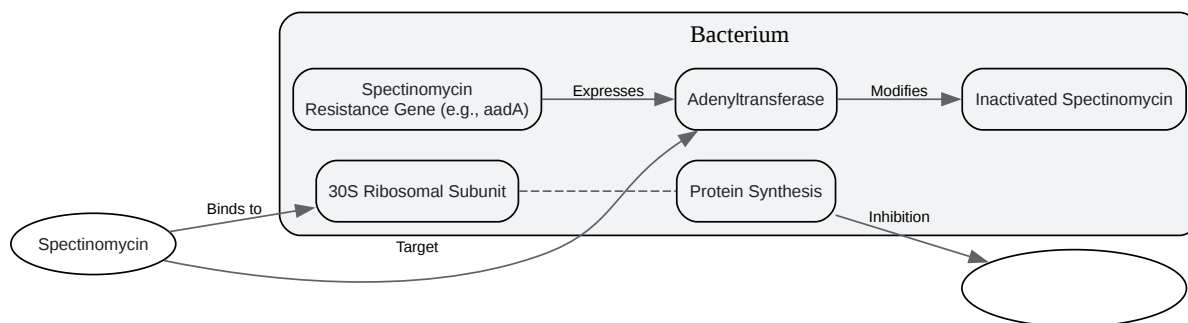 Bacterium
Spectinomycin
Resistance Gene (e.g., aadA)
Expresses
Adenyltransferase
Modifies
Inactivated Spectinomycin
30S Ribosomal Subunit
Protein Synthesis
Binds to
Inhibition
Spectinomycin
Target